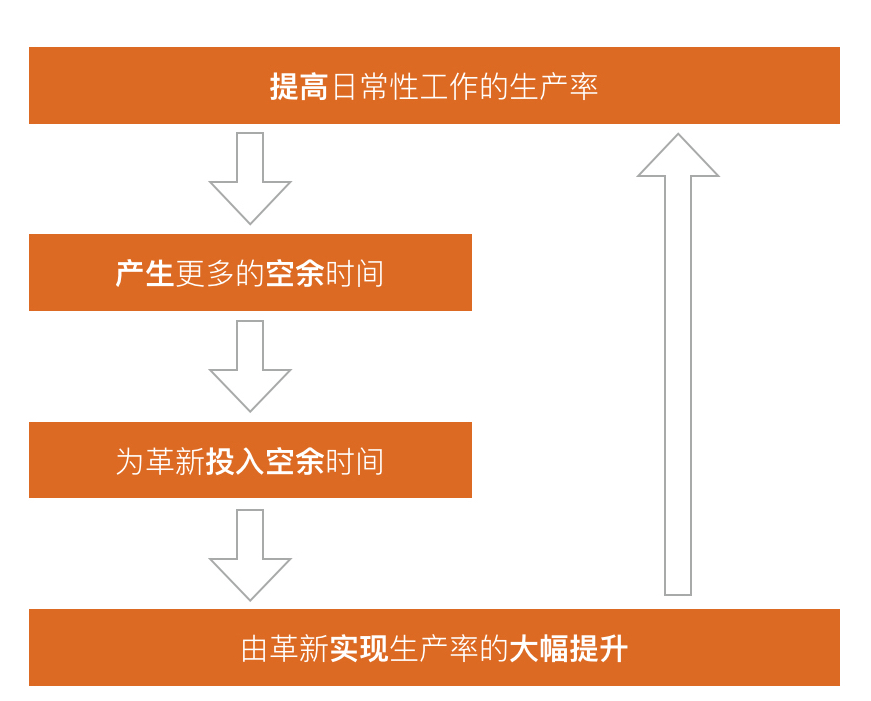 提高日常性工作的生产率
产生更多的空余时间
为革新投入空余时间
由革新实现生产率的大幅提升